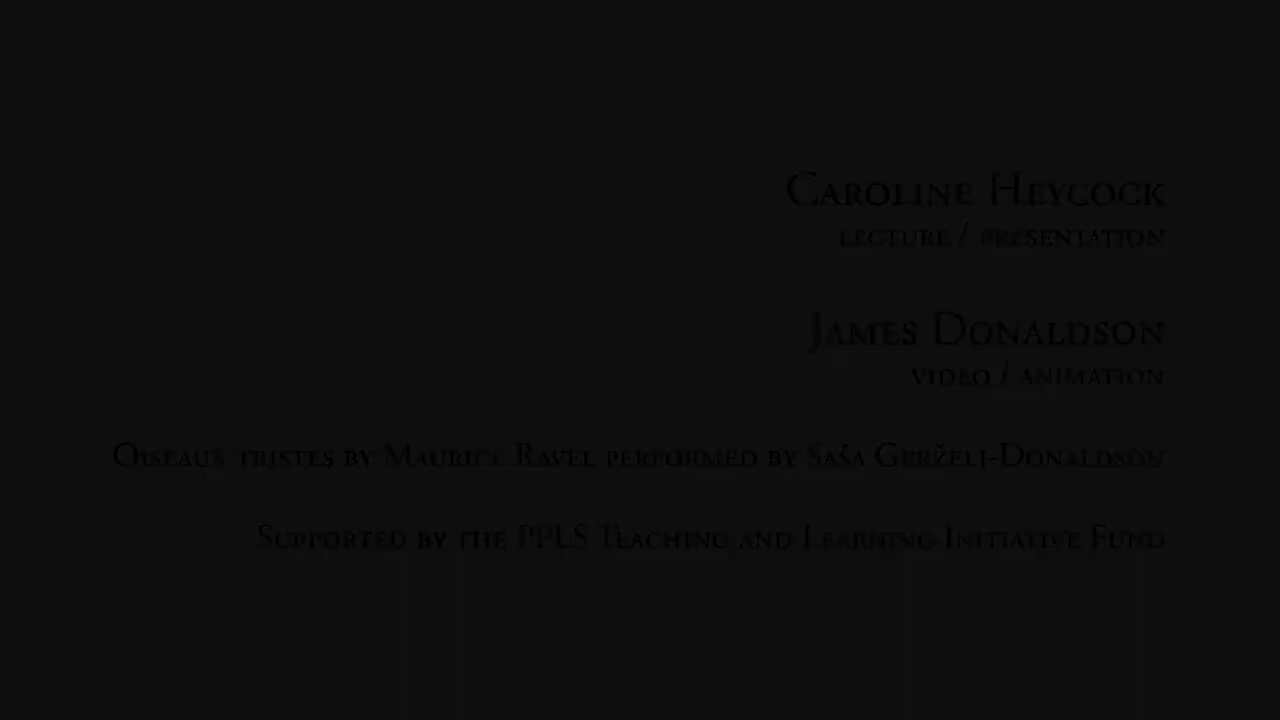 Caroline Heycock
lecture / presentation
James Donaldson
video / animation
Oiseaux tristes by Maurice Ravel performed by Saša Gerželj-Donaldson
Supported by the PPLS Teaching and Learning Initiative Fund